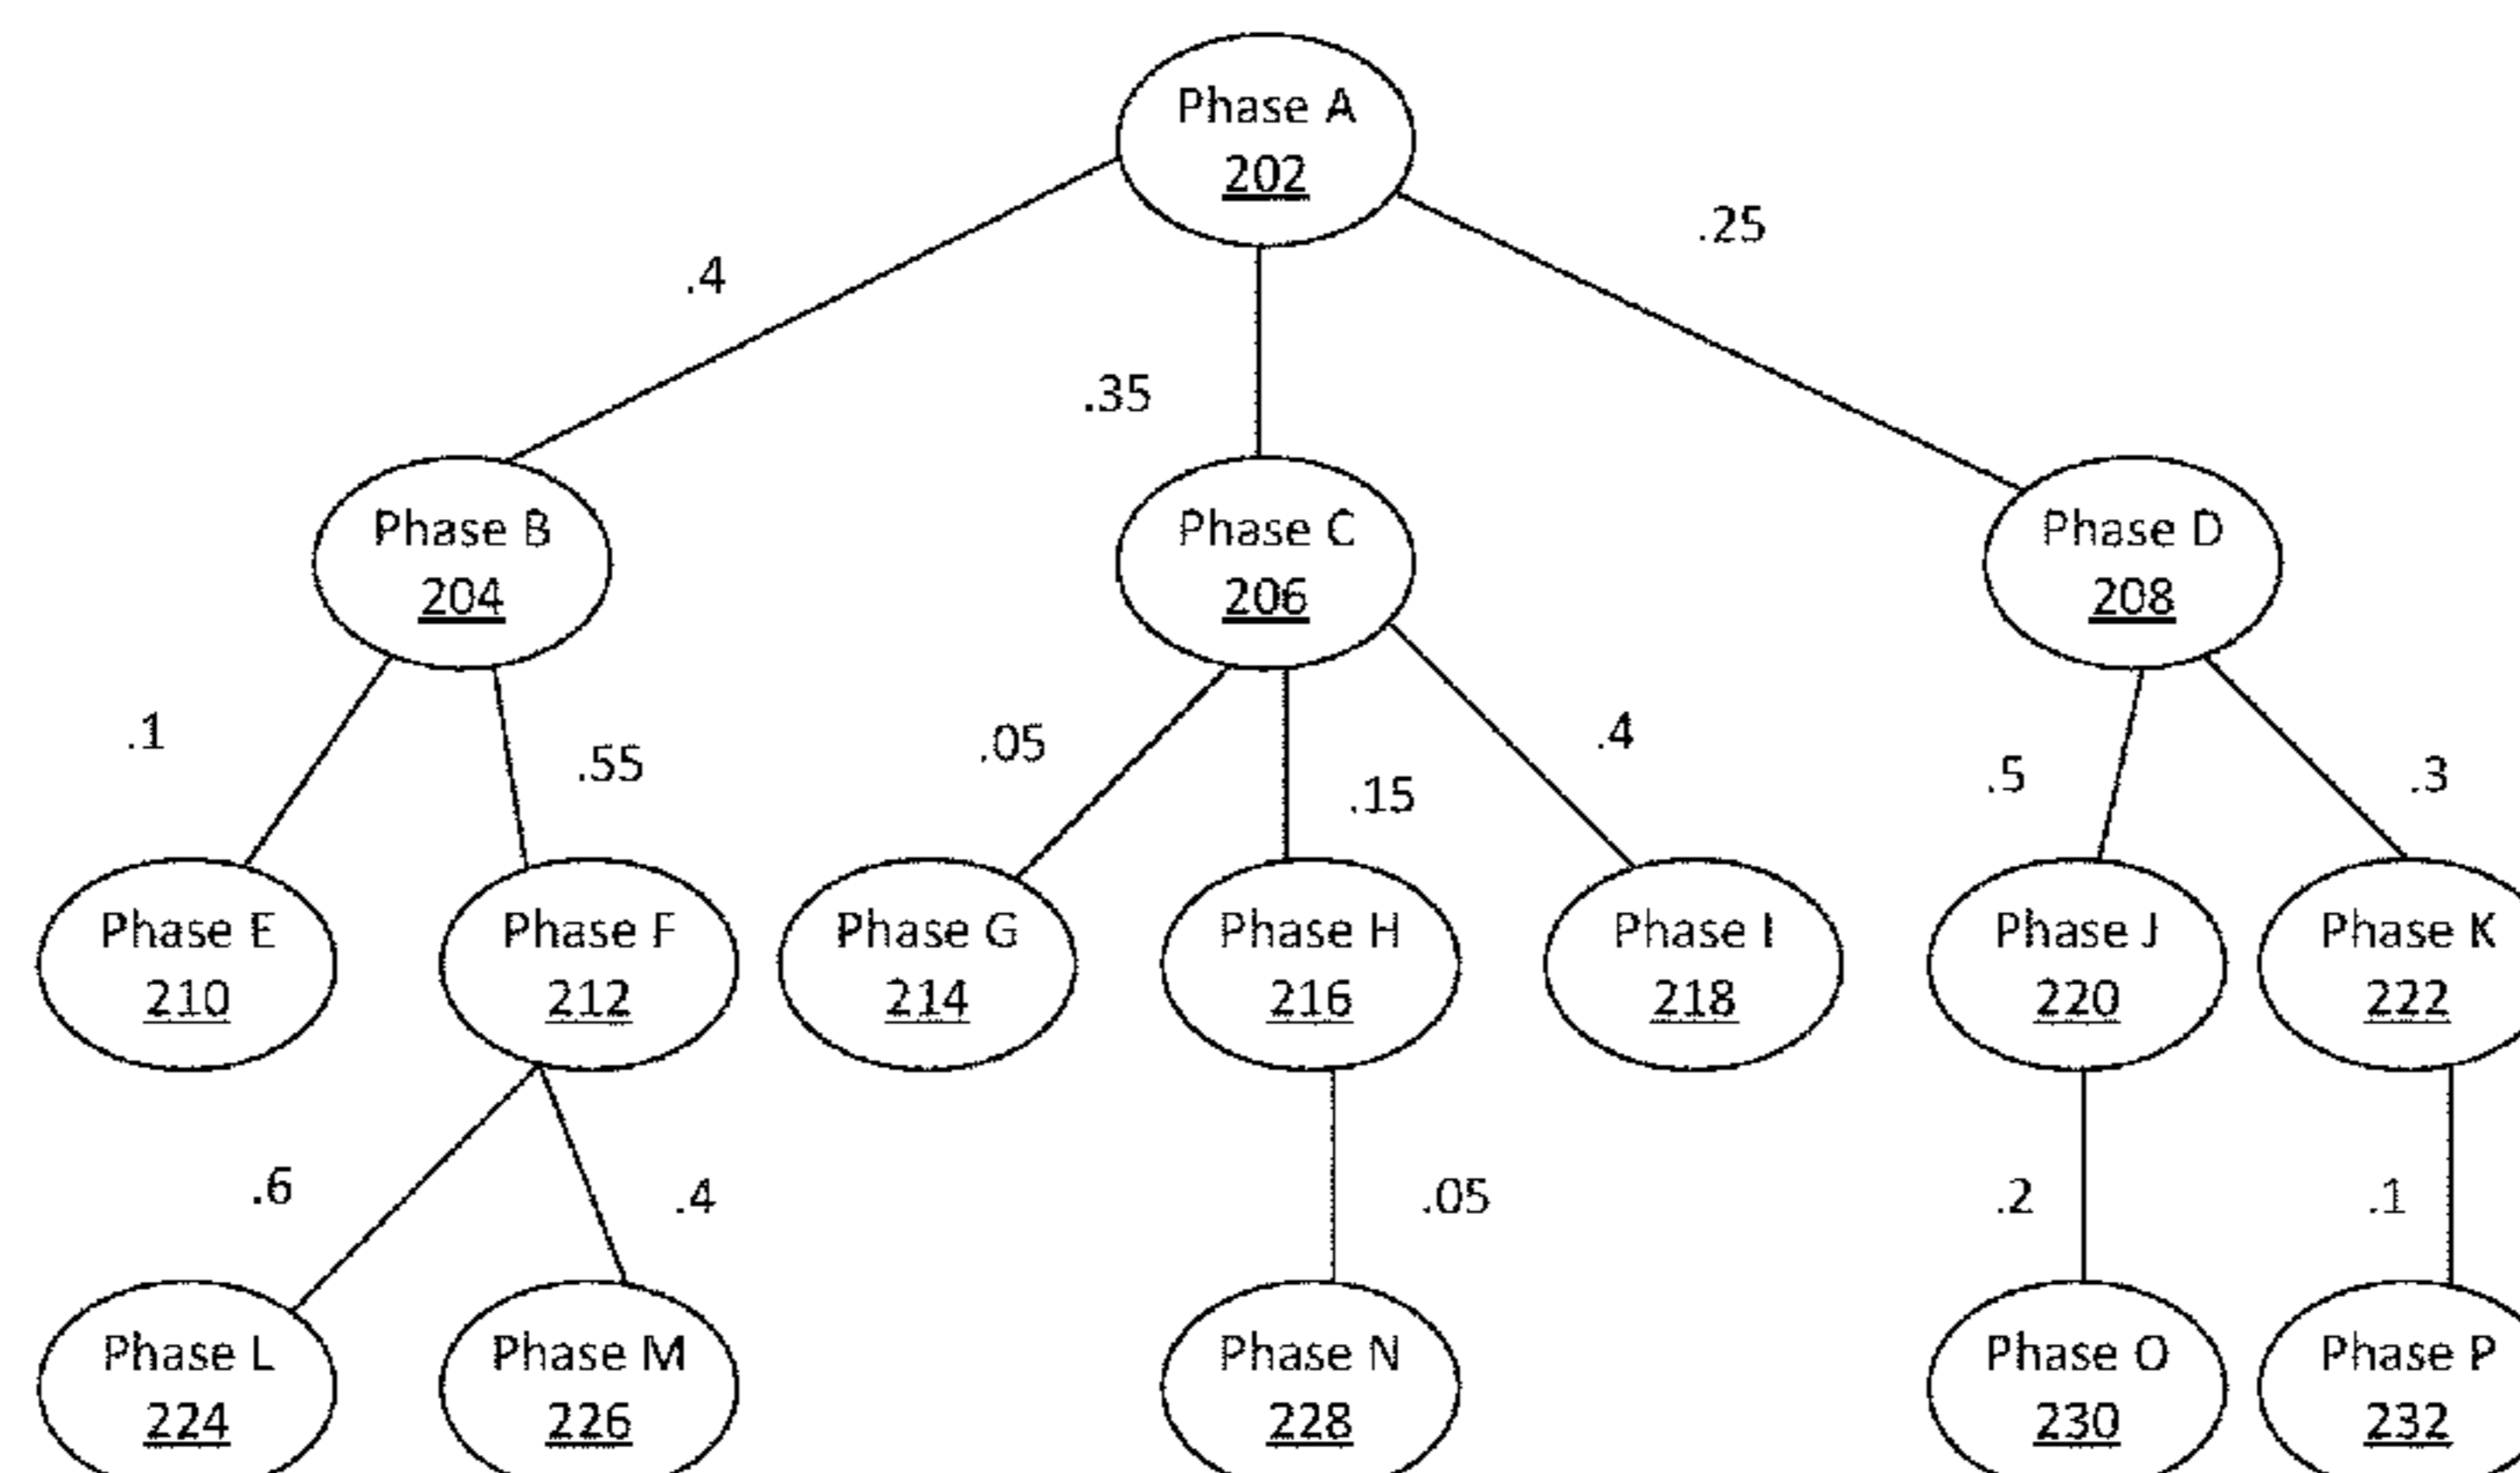 Phase A
202
.4
.35
.25
Phase B
204
Phase C
206
Phase D
208
.1
.55
.05
.15
.4
.5
.3
Phase E
210
Phase F
212
Phase G
214
Phase H
216
Phase I
218
Phase J
220
Phase K
222
.6
.4
.05
.2
.1
Phase L
224
Phase M
226
Phase N
228
Phase O
230
Phase P
232